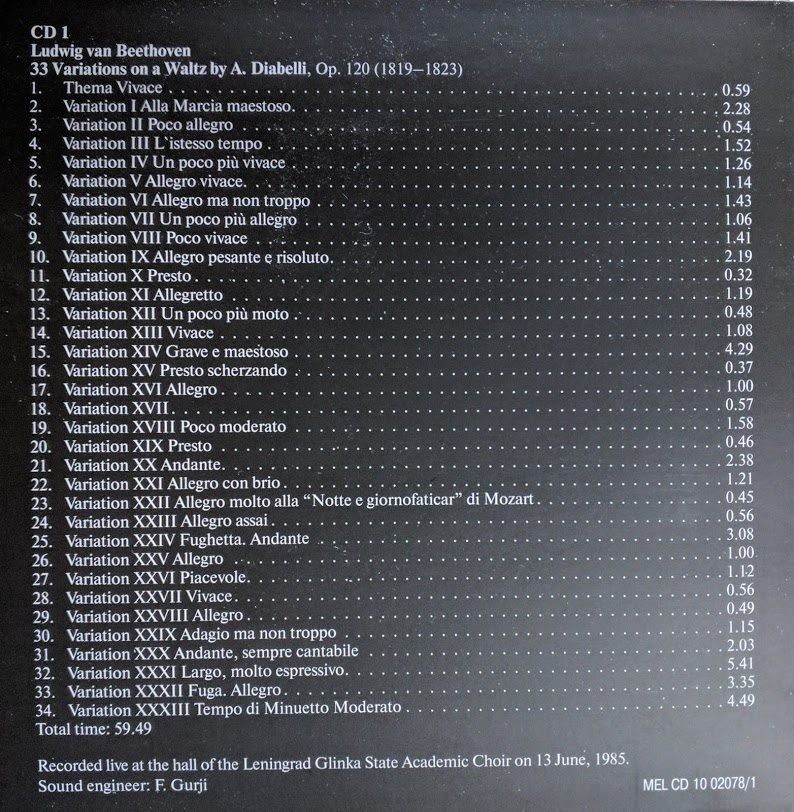 CD 1
Ludwig van Beethoven
33 Variations on a Waltz by A. Diabelli, Op. 120 (1819–1823)
1. Thema Vivace 0.59
2. Variation I Alla Marcia maestoso. 2.28
3. Variation II Poco allegro 0.54
4. Variation III L`istesso tempo 1.52
5. Variation IV Un poco più vivace 1.26
6. Variation V Allegro vivace. 1.14
7. Variation VI Allegro ma non troppo 1.43
8. Variation VII Un poco più allegro 1.06
9. Variation VIII Poco vivace 1.41
10. Variation IX Allegro pesante e risoluto. 2.19
11. Variation X Presto 0.32
12. Variation XI Allegretto 1.19
13. Variation XII Un poco più moto 0.48
14. Variation XIII Vivace 1.08
15. Variation XIV Grave e maestoso 4.29
16. Variation XV Presto scherzando 0.37
17. Variation XVI Allegro 1.00
18. Variation XVII 0.57
19. Variation XVIII Poco moderato 1.58
20. Variation XIX Presto 0.46
21. Variation XX Andante. 2.38
22. Variation XXI Allegro con brio 1.21
23. Variation XXII Allegro molto alla “Notte e giornofaticar” di Mozart 0.45
24. Variation XXIII Allegro assai 0.56
25. Variation XXIV Fughetta. Andante 3.08
26. Variation XXV Allegro 1.00
27. Variation XXVI Piacevole. 1.12
28. Variation XXVII Vivace. 0.56
29. Variation XXVIII Allegro 0.49
30. Variation XXIX Adagio ma non troppo 1.15
31. Variation XXX Andante, sempre cantabile 2.03
32. Variation XXXI Largo, molto espressivo. 5.41
33. Variation XXXII Fuga. Allegro 3.35
34. Variation XXXIII Tempo di Minuetto Moderato 4.49
Total time: 59.49
Recorded live at the hall of the Leningrad Glinka State Academic Choir on 13 June, 1985.
Sound engineer: F. Gurji
MEL CD 10 02078/1